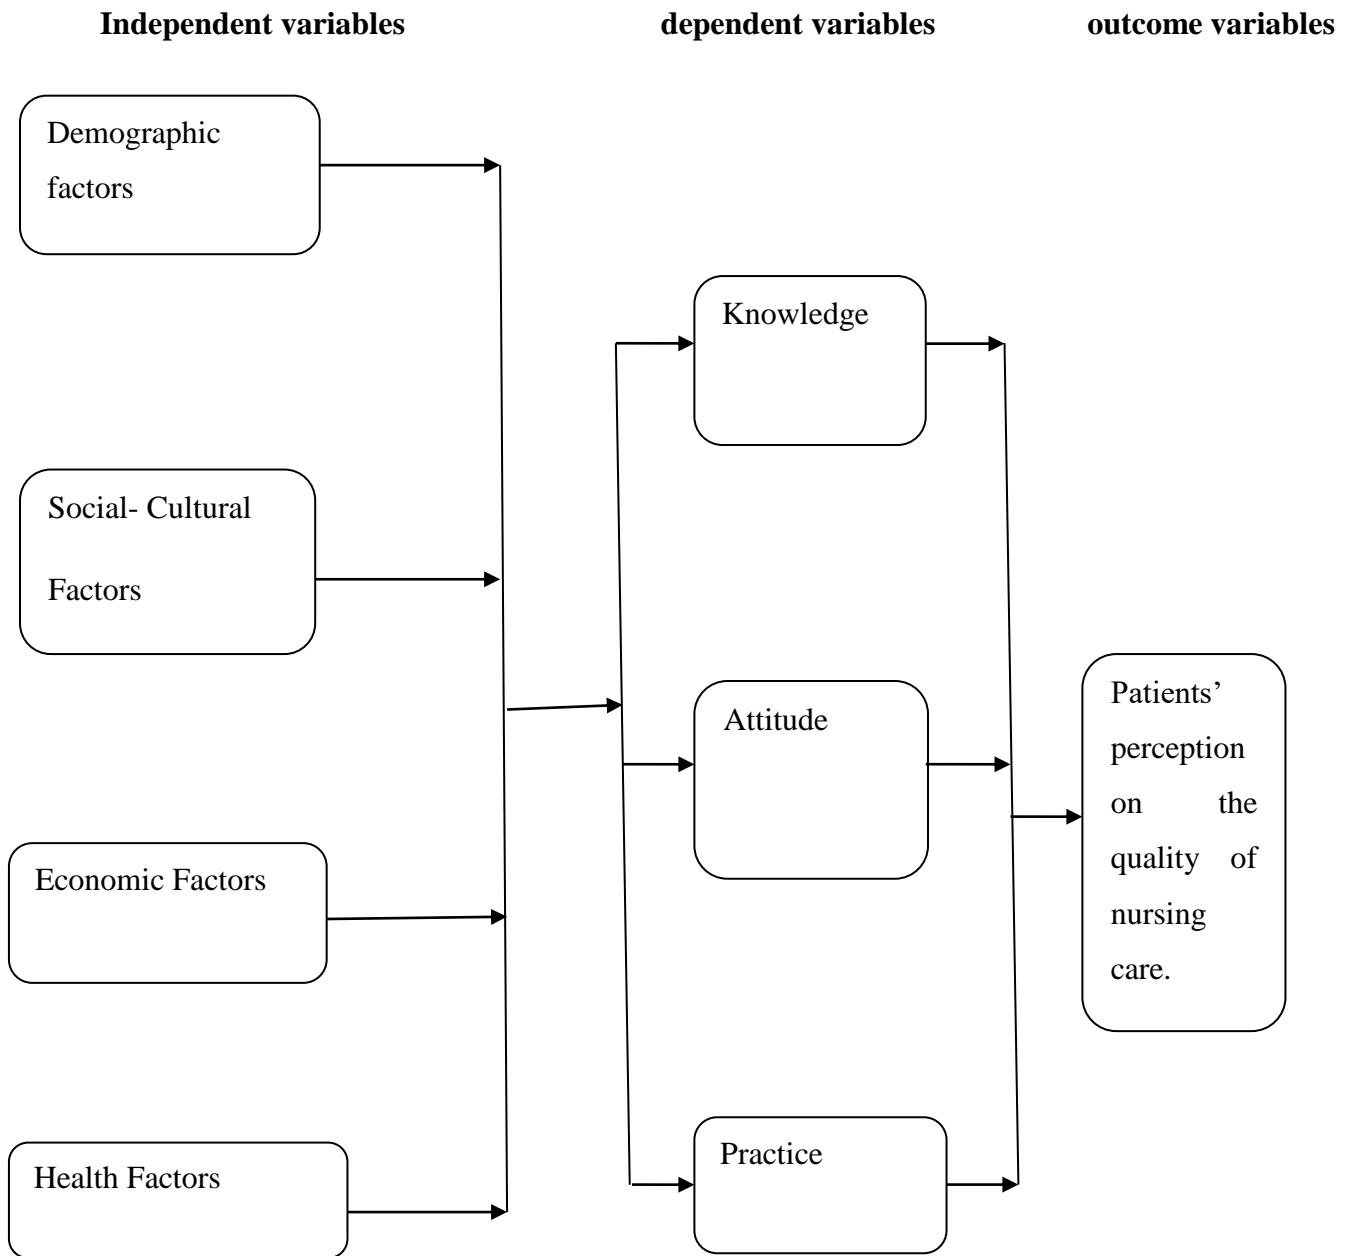 Independent variables
dependent variables
outcome variables
Demographic
factors
Knowledge
Social- Cultural
Factors
Attitude
Patients’
perception
on the
quality of
nursing
care.
Economic Factors
Practice
Health Factors